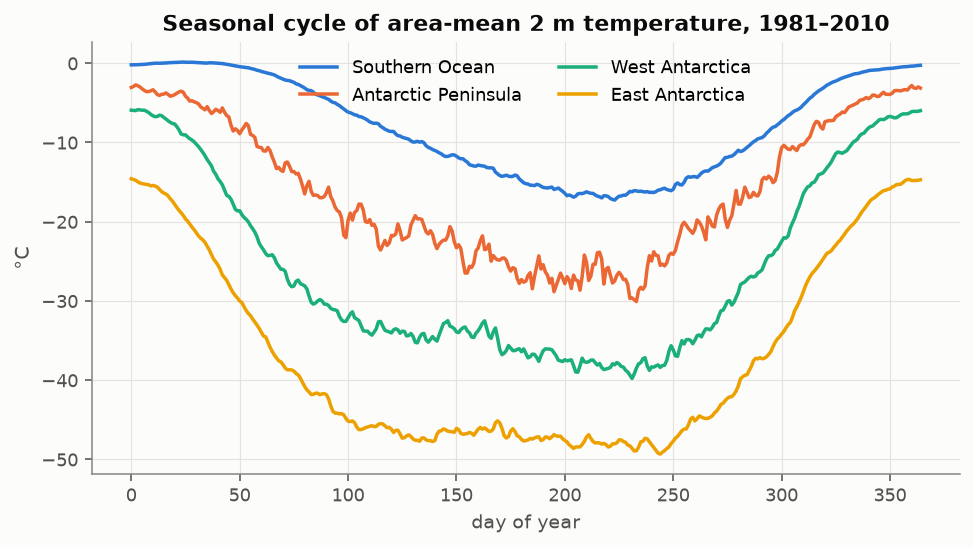 Seasonal cycle of area-mean 2 m temperature, 1981–2010
Southern Ocean
Antarctic Peninsula
West Antarctica
East Antarctica
°C
0
−10
−20
−30
−40
−50
0 50 100 150 200 250 300 350
day of year